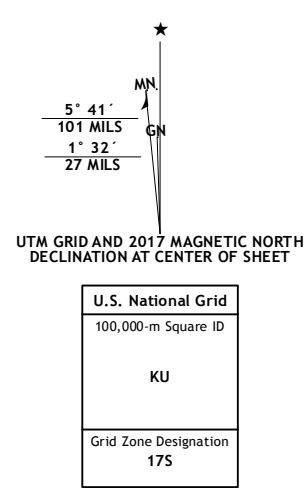 ★
MN.
5° 41´
101 MILS
GN
1° 32´
27 MILS
UTM GRID AND 2017 MAGNETIC NORTH
DECLINATION AT CENTER OF SHEET
U.S. National Grid
100,000-m Square ID
KU
Grid Zone Designation
17S